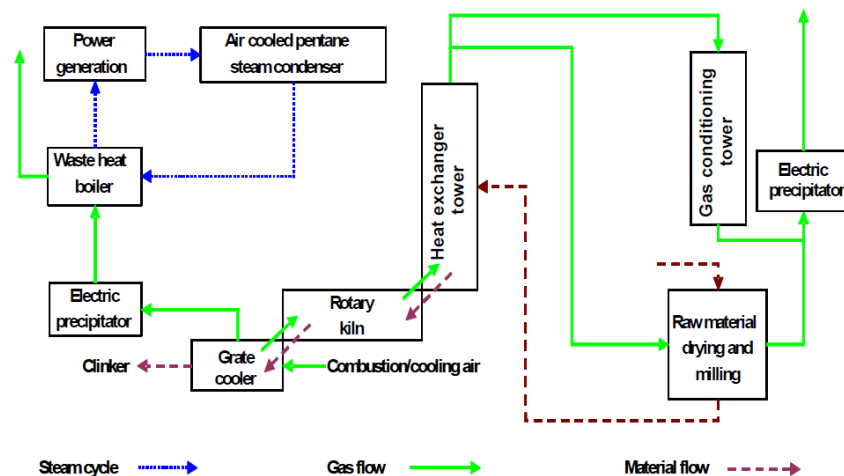 Power
generation
Air cooled pentane
steam condenser
Waste heat
boiler
Heat exchanger
tower
Gas conditioning
tower
Electric
precipitator
Electric
precipitator
Rotary
kiln
Raw material
drying and
milling
Clinker
Grate
cooler
Combustion/cooling air
Steam cycle
Gas flow
Material flow